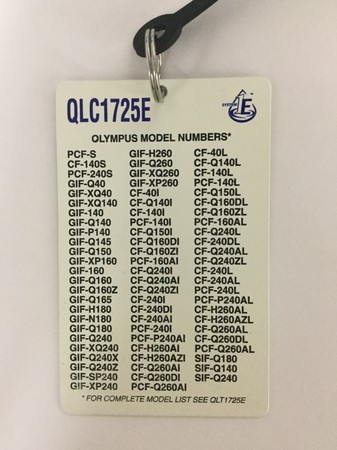 QLC1725E
SYSTEM
E
OLYMPUS MODEL NUMBERS*
PCF-S
CF-140S
PCF-240S
GIF-Q40
GIF-XQ40
GIF-XQ140
GIF-140
GIF-P140
GIF-Q145
GIF-Q150
GIF-XP160
GIF-160
GIF-Q160
GIF-Q160Z
GIF-Q165
GIF-H180
GIF-N180
GIF-Q180
GIF-Q240
GIF-XQ240
GIF-Q240X
GIF-Q240Z
GIF-SP240
GIF-XP240
GIF-H260
GIF-Q260
GIF-XQ260
GIF-XP260
CF-40I
CF-Q140I
CF-140I
PCF-140I
CF-Q150I
CF-Q160DI
CF-Q160ZI
PCF-160AI
CF-Q240I
CF-Q240AI
CF-Q240ZI
CF-240I
CF-240DI
CF-240AI
PCF-240I
PCF-P240AI
CF-H260AI
CF-H260AZI
CF-Q260AI
CF-Q260DI
PCF-Q260AI
CF-40L
CF-Q140L
CF-140L
PCF-140L
CF-Q150L
CF-Q160DL
CF-Q160ZL
PCF-160AL
CF-Q240L
CF-240DL
CF-Q240AL
CF-Q240ZL
CF-240L
CF-240AL
PCF-240L
PCF-P240AL
CF-H260AL
CF-H260AZL
CF-Q260AL
CF-Q260DL
PCF-Q260AL
SIF-Q180
SIF-Q140
SIF-Q240
*FOR COMPLETE MODEL LIST SEE QLT1725E